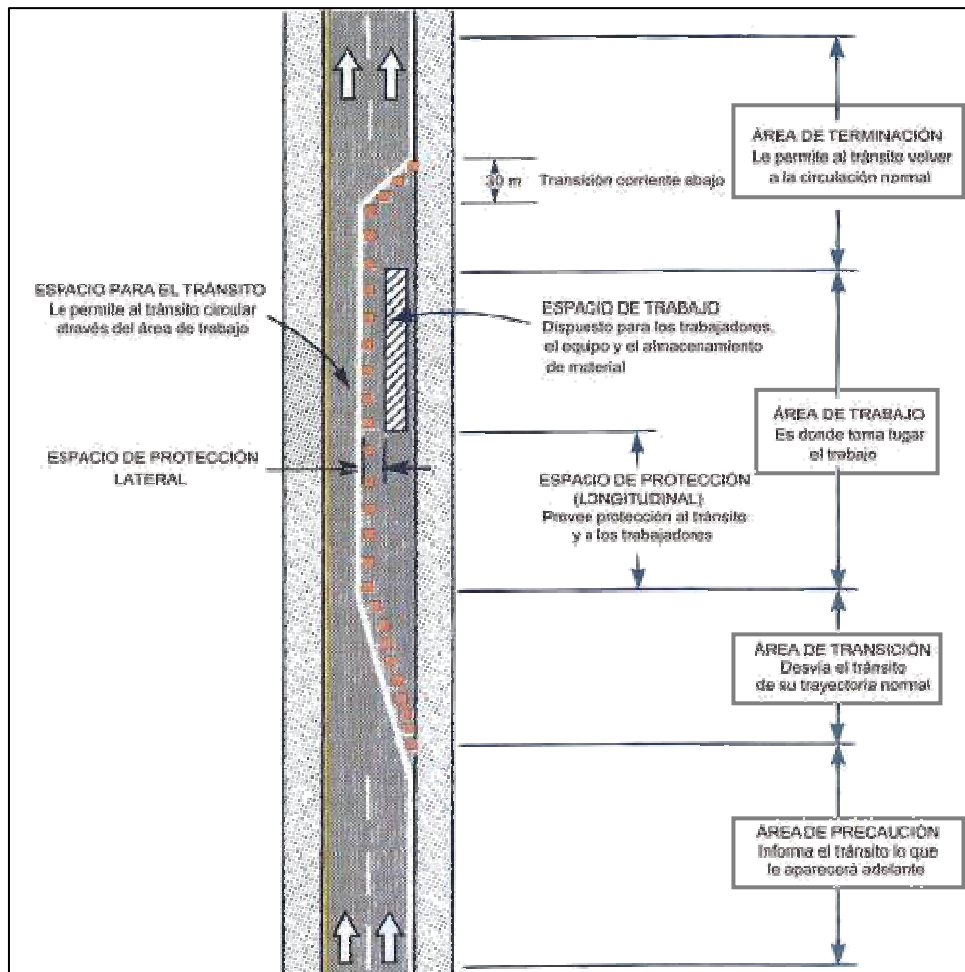 ÁREA DE TERMINACIÓN
Le permite al tránsito volver
a la circulación normal
30 m
Transición corriente abajo
ESPACIO PARA EL TRÁNSITO
Le permite al tránsito circular
através del área de trabajo
ESPACIO DE TRABAJO
Dispuesto para los trabajadores,
el equipo y el almacenamiento
de material
ÁREA DE TRABAJO
Es donde toma lugar
el trabajo
ESPACIO DE PROTECCIÓN
LATERAL
ESPACIO DE PROTECCIÓN
(LONGITUDINAL)
Provee protección al tránsito
y a los trabajadores
ÁREA DE TRANSICIÓN
Desvía el tránsito
de su trayectoria normal
ÁREA DE PRECAUCIÓN
Informa el tránsito lo que
le aparecerá adelante